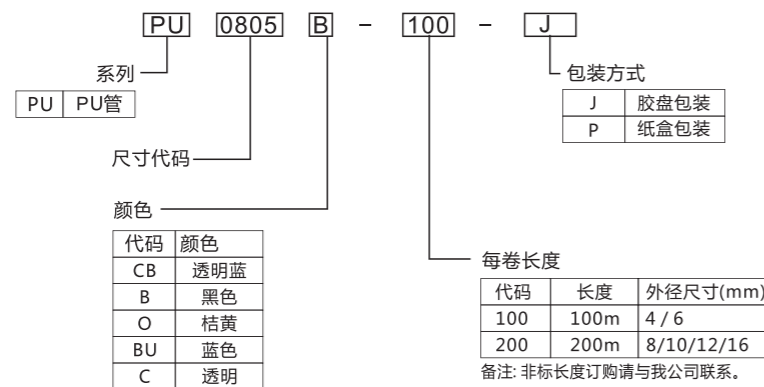 PU 0805 B - 100 - J
系列
PU PU管
包装方式
J 胶盘包装
P 纸盒包装
尺寸代码
颜色
代码 颜色
CB 透明蓝
B 黑色
O 桔黄
BU 蓝色
C 透明
每卷长度
代码 长度 外径尺寸(mm)
100 100m 4 / 6
200 200m 8/10/12/16
备注: 非标长度订购请与我公司联系。